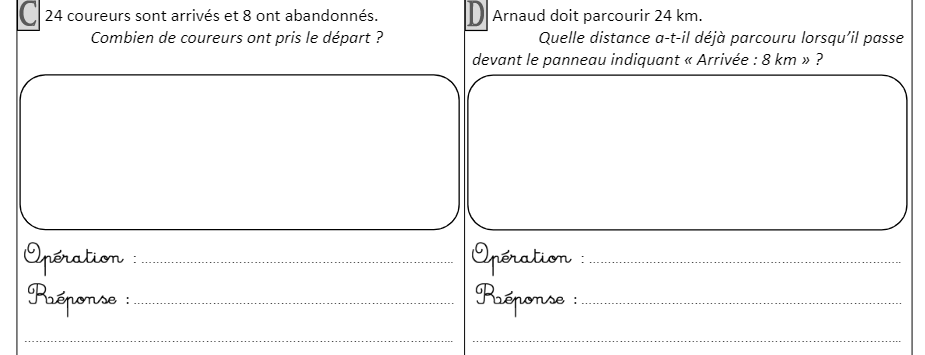 C 24 coureurs sont arrivés et 8 ont abandonnés.
Combien de coureurs ont pris le départ ?
Opération : ........................
Réponse : ........................
........................
D Arnaud doit parcourir 24 km.
Quelle distance a-t-il déjà parcouru lorsqu'il passe
devant le panneau indiquant « Arrivée : 8 km » ?
Opération : ........................
Réponse : ........................
........................